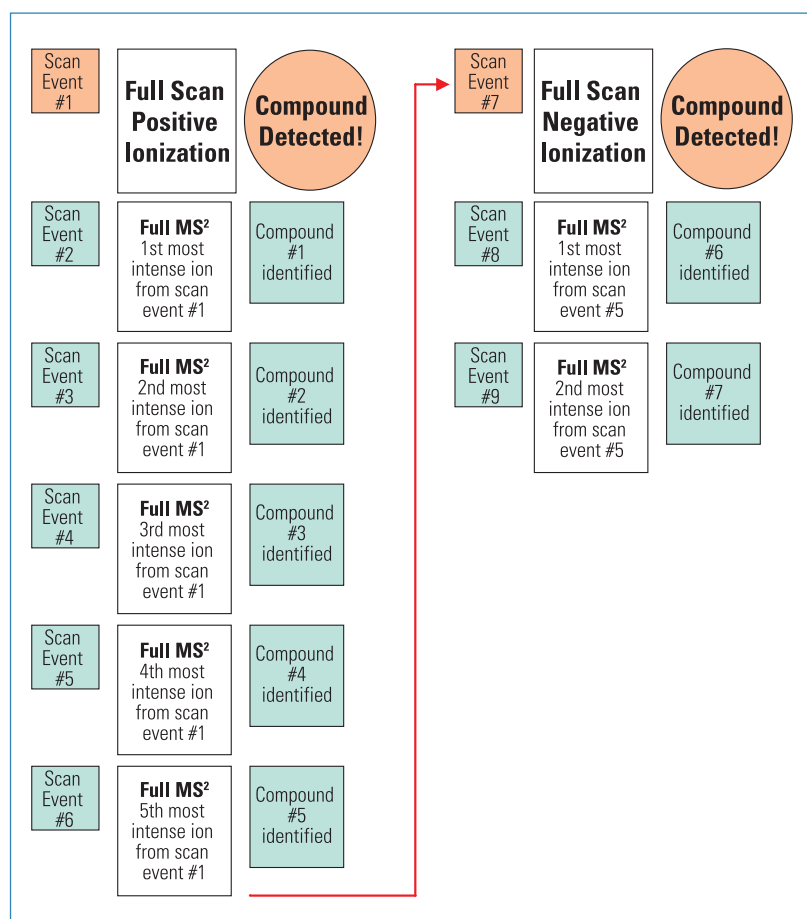 Scan
Event
#1
Full Scan
Positive
Ionization
Compound
Detected!
Scan
Event
#2
Full MS²
1st most
intense ion
from scan
event #1
Compound
#1
identified
Scan
Event
#3
Full MS²
2nd most
intense ion
from scan
event #1
Compound
#2
identified
Scan
Event
#4
Full MS²
3rd most
intense ion
from scan
event #1
Compound
#3
identified
Scan
Event
#5
Full MS²
4th most
intense ion
from scan
event #1
Compound
#4
identified
Scan
Event
#6
Full MS²
5th most
intense ion
from scan
event #1
Compound
#5
identified
Scan
Event
#7
Full Scan
Negative
Ionization
Compound
Detected!
Scan
Event
#8
Full MS²
1st most
intense ion
from scan
event #5
Compound
#6
identified
Scan
Event
#9
Full MS²
2nd most
intense ion
from scan
event #5
Compound
#7
identified